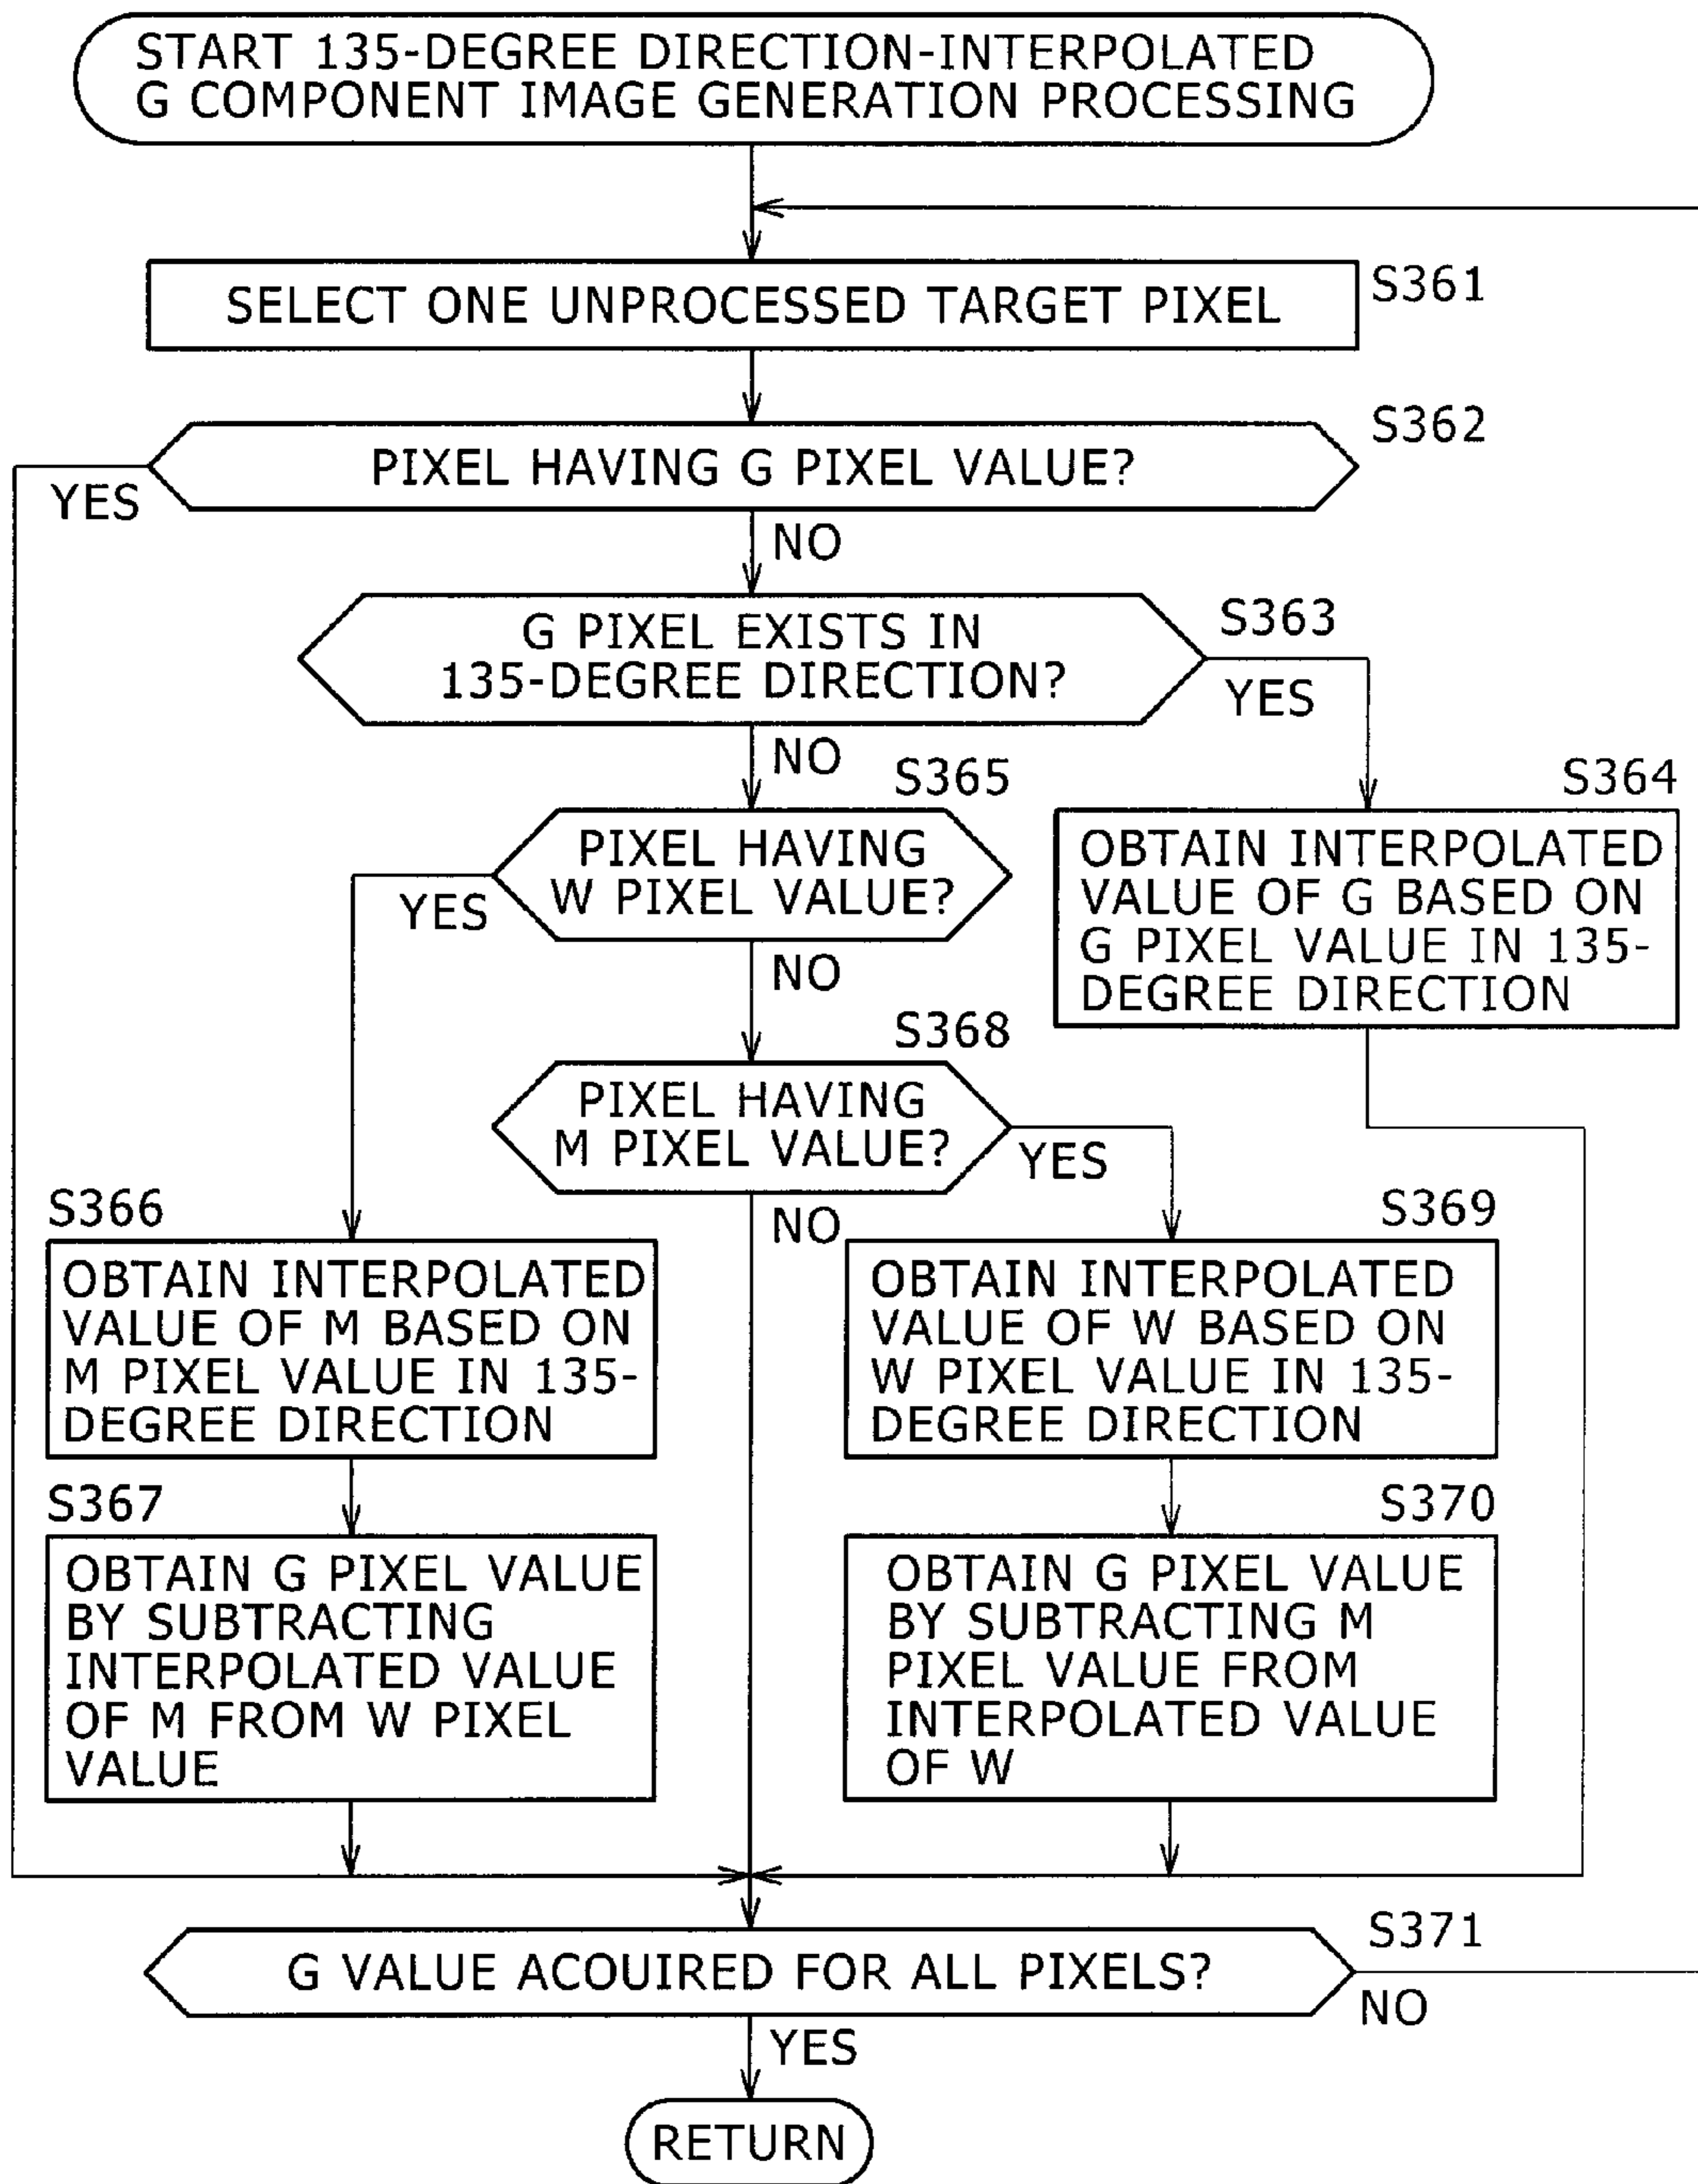 START 135-DEGREE DIRECTION-INTERPOLATED
G COMPONENT IMAGE GENERATION PROCESSING
S361
SELECT ONE UNPROCESSED TARGET PIXEL
S362
PIXEL HAVING G PIXEL VALUE?
YES
NO
G PIXEL EXISTS IN
135-DEGREE DIRECTION?
S363
YES
NO
S365
PIXEL HAVING
W PIXEL VALUE?
YES
NO
S364
OBTAIN INTERPOLATED
VALUE OF G BASED ON
G PIXEL VALUE IN 135-
DEGREE DIRECTION
S368
PIXEL HAVING
M PIXEL VALUE?
YES
NO
S366
OBTAIN INTERPOLATED
VALUE OF M BASED ON
M PIXEL VALUE IN 135-
DEGREE DIRECTION
S369
OBTAIN INTERPOLATED
VALUE OF W BASED ON
W PIXEL VALUE IN 135-
DEGREE DIRECTION
S367
OBTAIN G PIXEL VALUE
BY SUBTRACTING
INTERPOLATED VALUE
OF M FROM W PIXEL
VALUE
S370
OBTAIN G PIXEL VALUE
BY SUBTRACTING M
PIXEL VALUE FROM
INTERPOLATED VALUE
OF W
S371
G VALUE ACOUIRED FOR ALL PIXELS?
NO
YES
RETURN